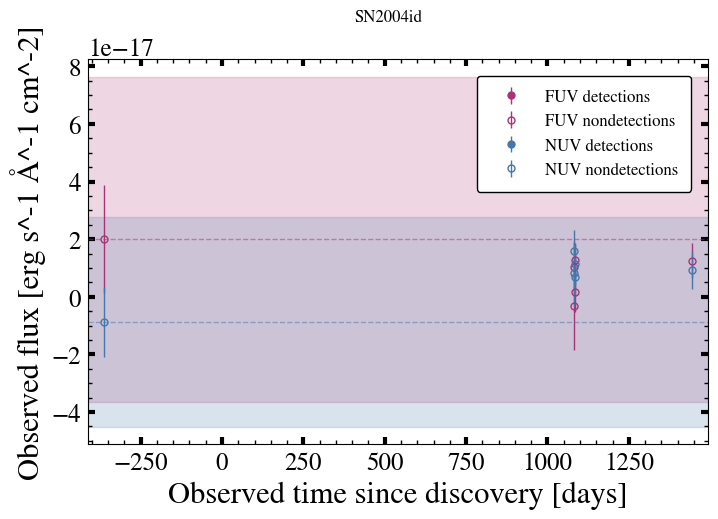 SN2004id
1e−17
Observed flux [erg s^-1 Å^-1 cm^-2]
8
6
4
2
0
−2
−4
FUV detections
FUV nondetections
NUV detections
NUV nondetections
−250 0 250 500 750 1000 1250
Observed time since discovery [days]